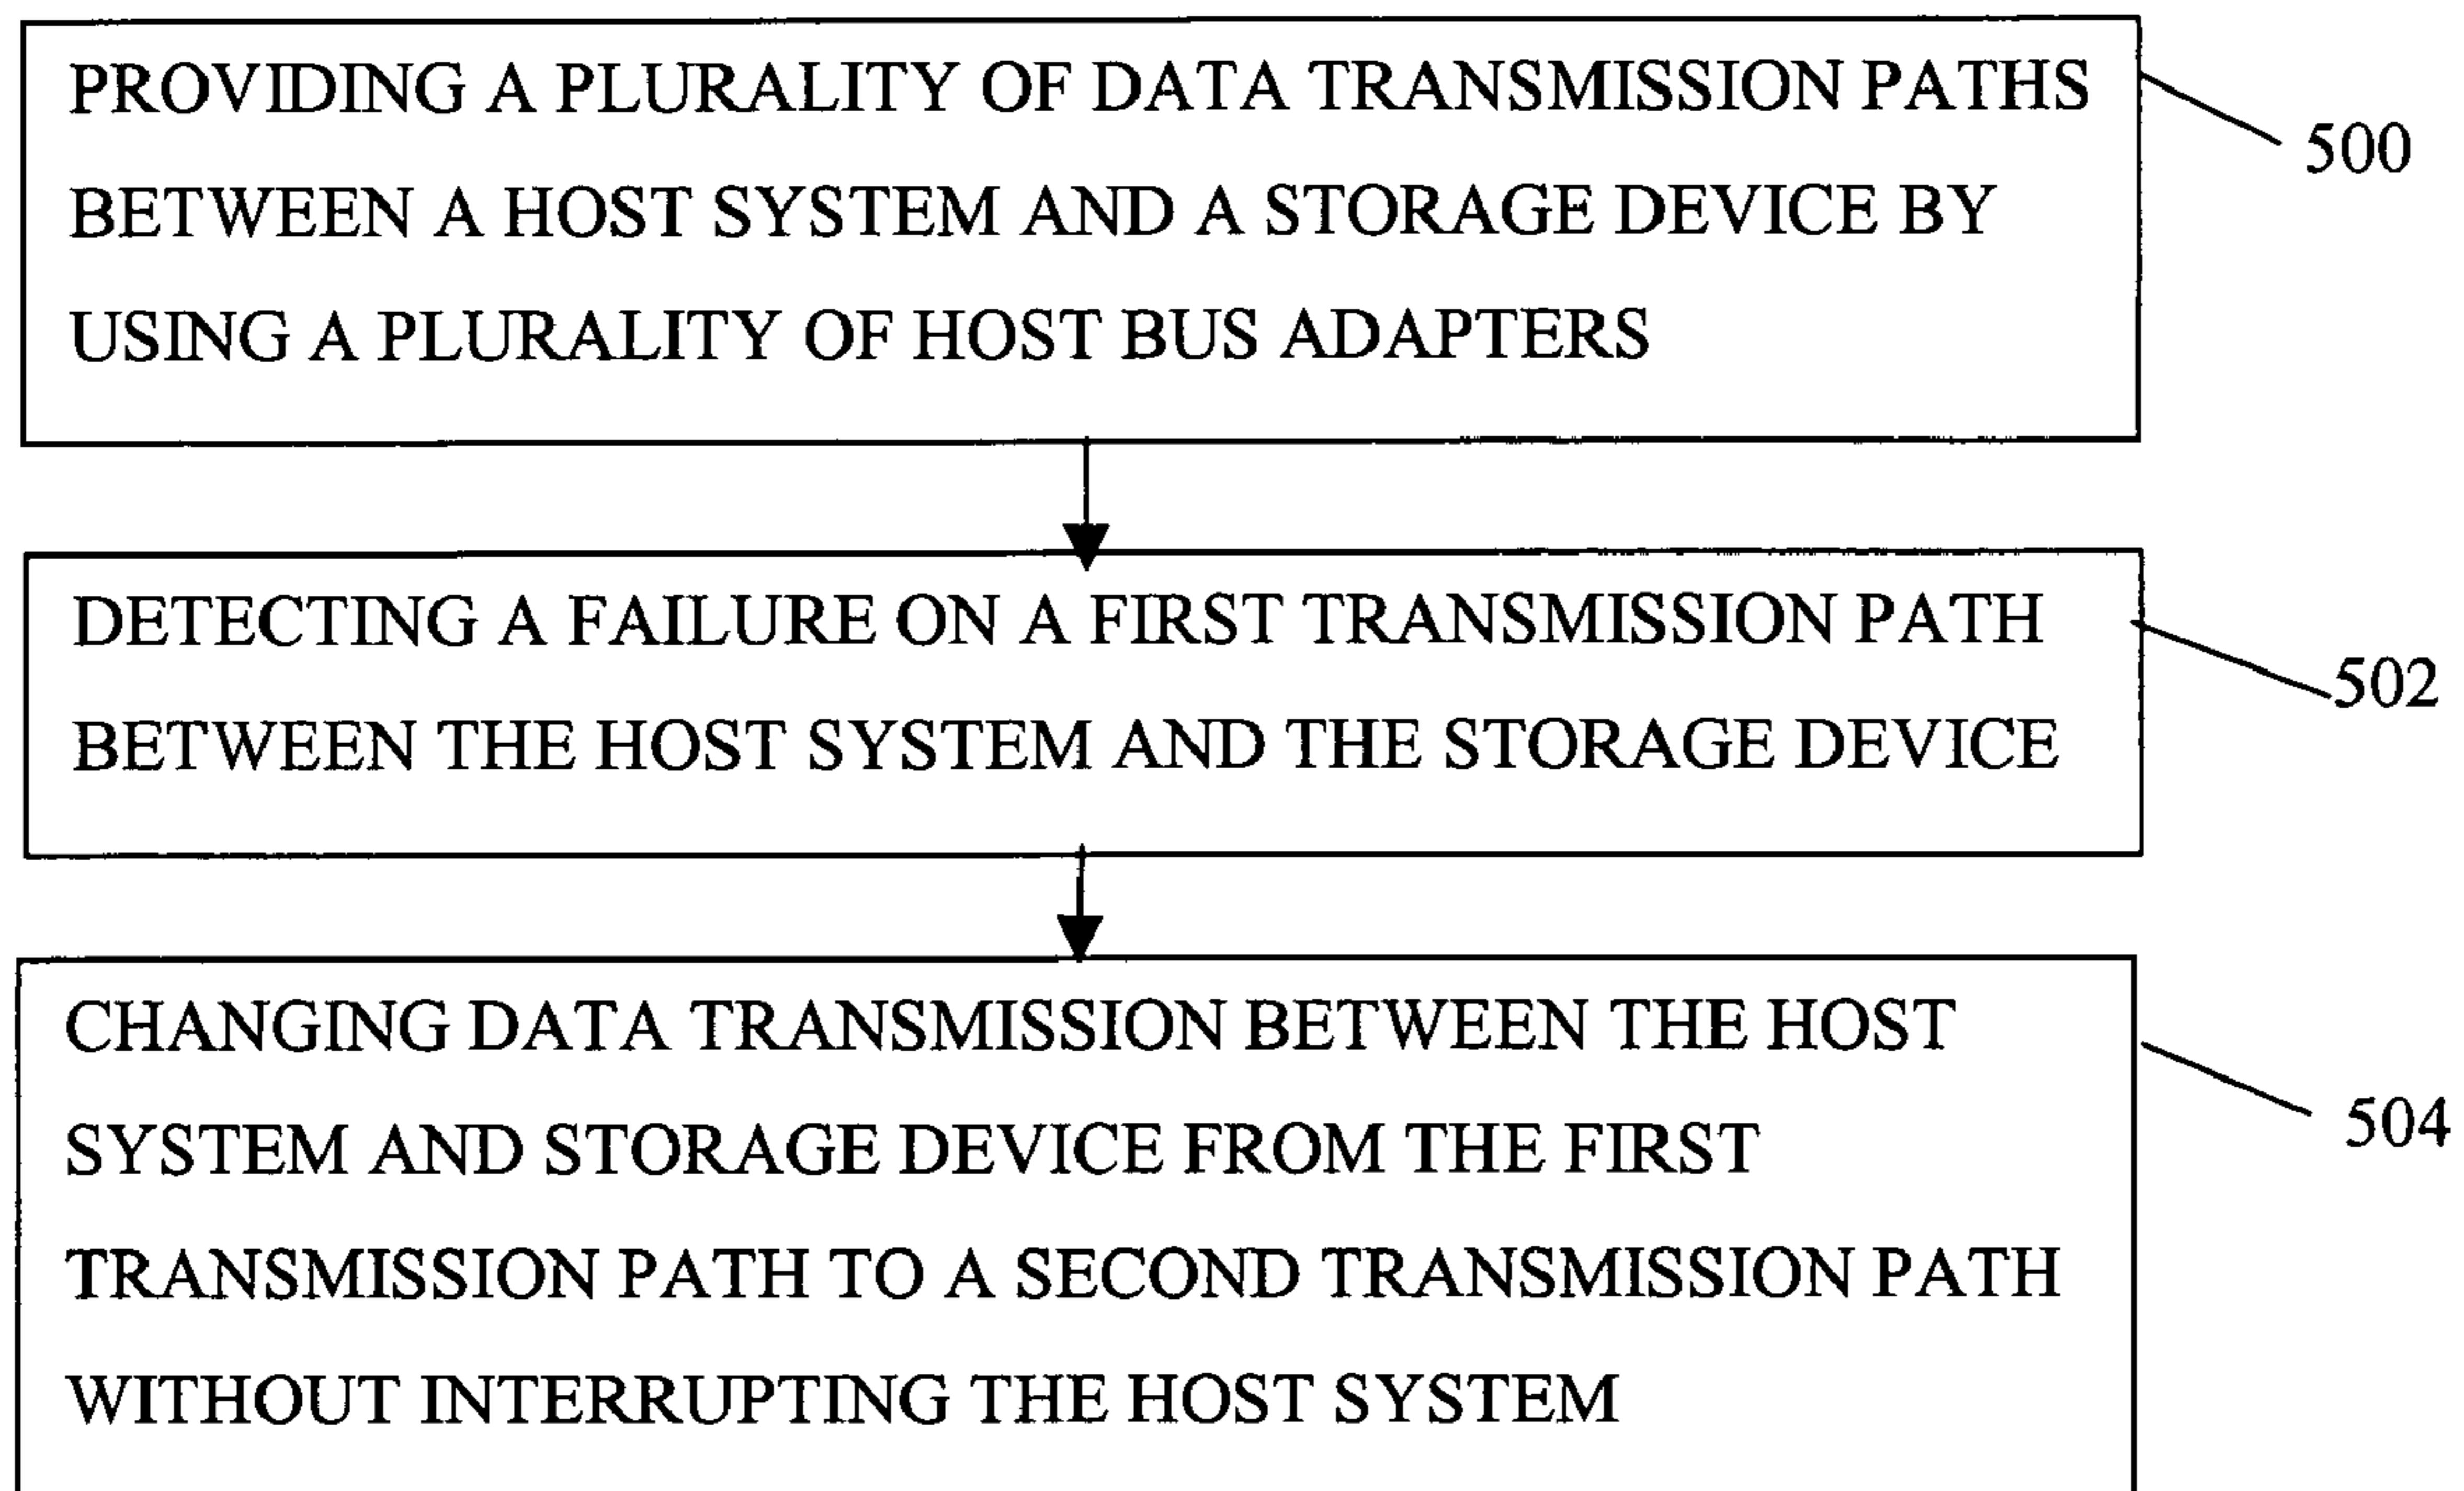 PROVIDING A PLURALITY OF DATA TRANSMISSION PATHS
500
BETWEEN A HOST SYSTEM AND A STORAGE DEVICE BY
USING A PLURALITY OF HOST BUS ADAPTERS
DETECTING A FAILURE ON A FIRST TRANSMISSION PATH
502
BETWEEN THE HOST SYSTEM AND THE STORAGE DEVICE
CHANGING DATA TRANSMISSION BETWEEN THE HOST
504
SYSTEM AND STORAGE DEVICE FROM THE FIRST
TRANSMISSION PATH TO A SECOND TRANSMISSION PATH
WITHOUT INTERRUPTING THE HOST SYSTEM